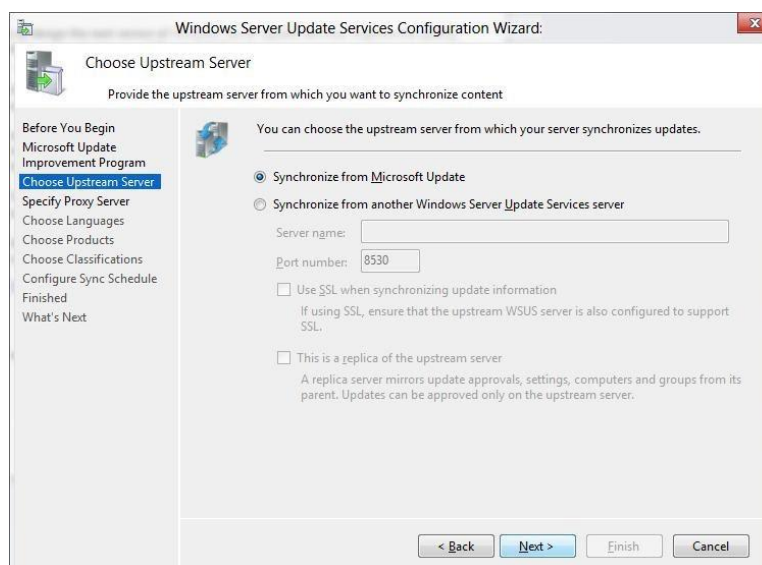 Windows Server Update Services Configuration Wizard:
Choose Upstream Server
Provide the upstream server from which you want to synchronize content
Before You Begin
Microsoft Update
Improvement Program
Choose Upstream Server
Specify Proxy Server
Choose Languages
Choose Products
Choose Classifications
Configure Sync Schedule
Finished
What's Next
You can choose the upstream server from which your server synchronizes updates.
Synchronize from Microsoft Update
Synchronize from another Windows Server Update Services server
Server name:
Port number: 8530
Use SSL when synchronizing update information
If using SSL, ensure that the upstream WSUS server is also configured to support
SSL.
This is a replica of the upstream server
A replica server mirrors update approvals, settings, computers and groups from its
parent. Updates can be approved only on the upstream server.
< Back Next > Finish Cancel